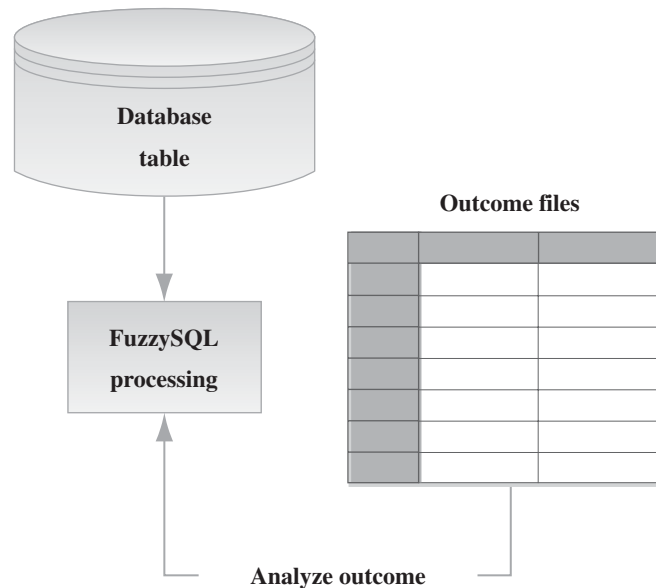 Database
table
Outcome files
FuzzySQL
processing
Analyze outcome